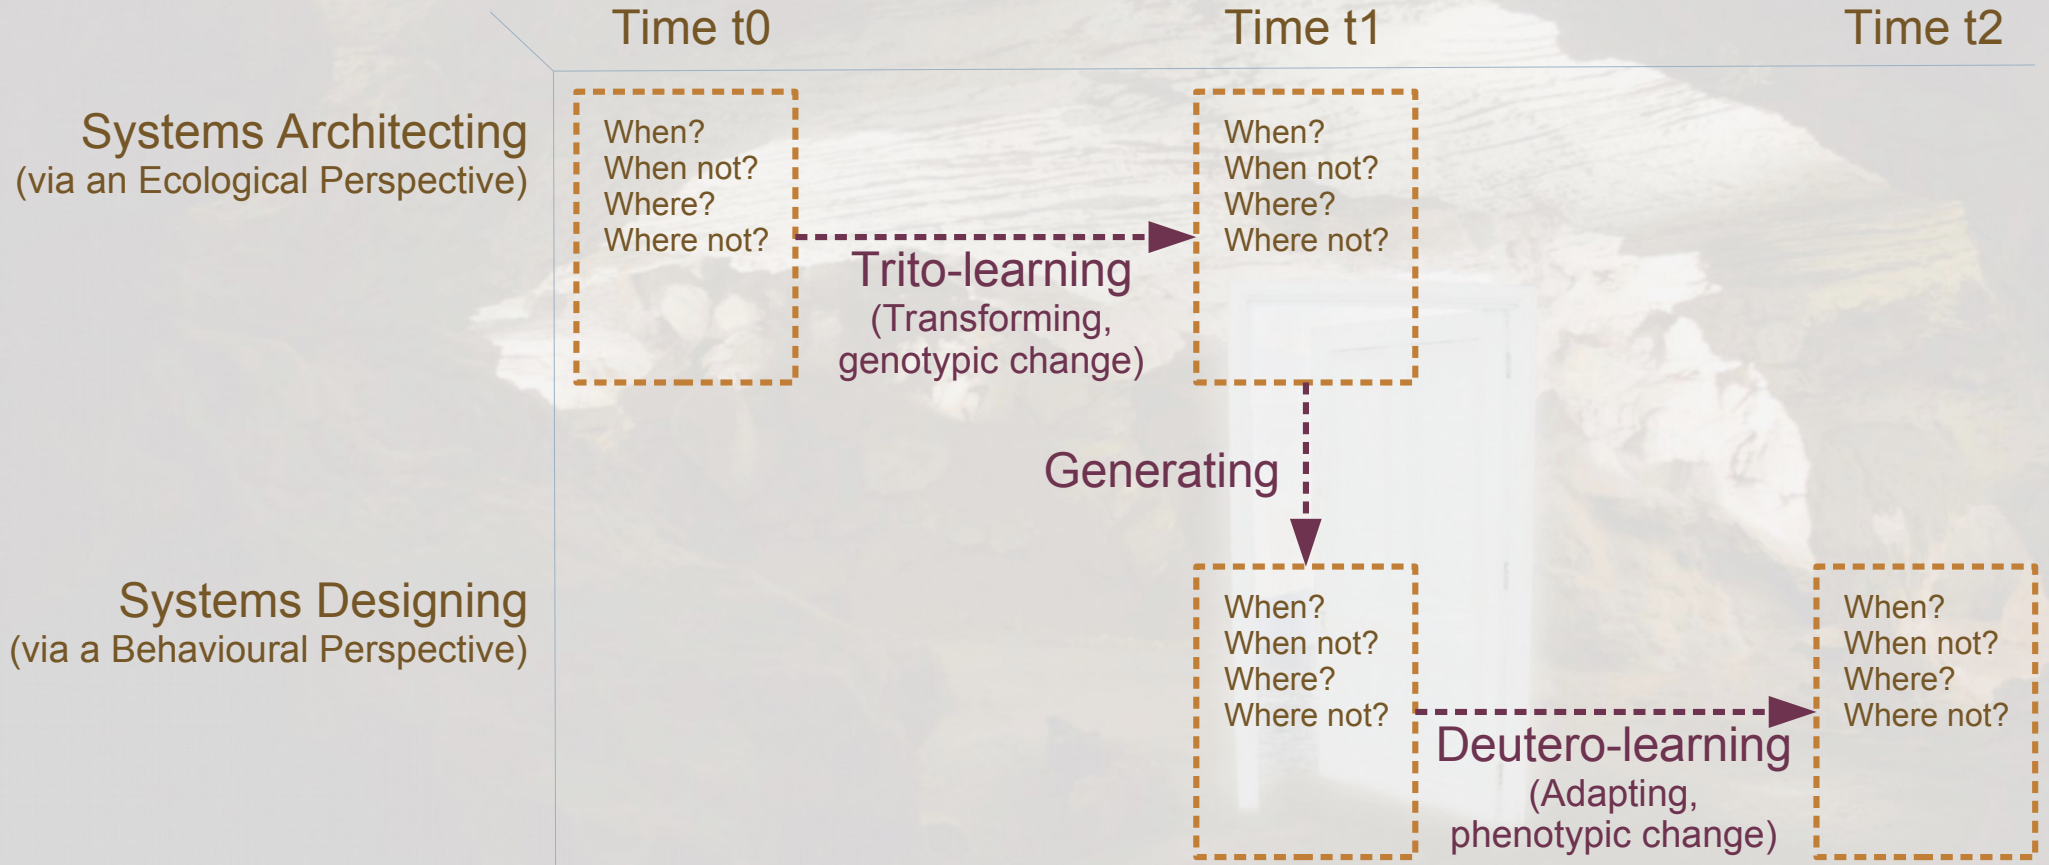 Time t0
Time t1
Time t2
Systems Architecting
(via an Ecological Perspective)
When?
When not?
Where?
Where not?
Trito-learning
(Transforming,
genotypic change)
When?
When not?
Where?
Where not?
Generating
Systems Designing
(via a Behavioural Perspective)
When?
When not?
Where?
Where not?
Deutero-learning
(Adapting,
phenotypic change)
When?
When not?
Where?
Where not?